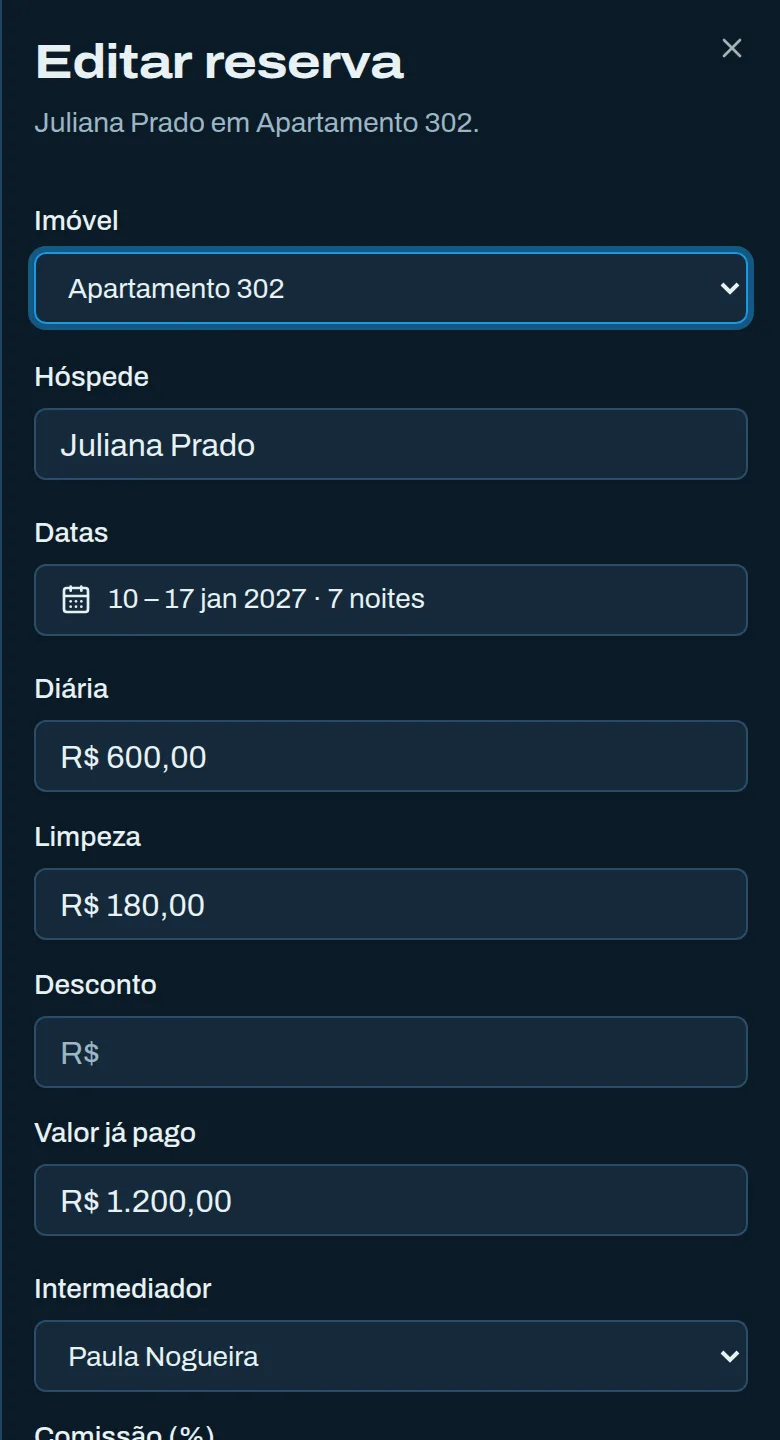 Editar reserva
Juliana Prado em Apartamento 302.
Imóvel
Apartamento 302
Hóspede
Juliana Prado
Datas
10 – 17 jan 2027 · 7 noites
Diária
R$ 600,00
Limpeza
R$ 180,00
Desconto
R$
Valor já pago
R$ 1.200,00
Intermediador
Paula Nogueira
Comissão (%)